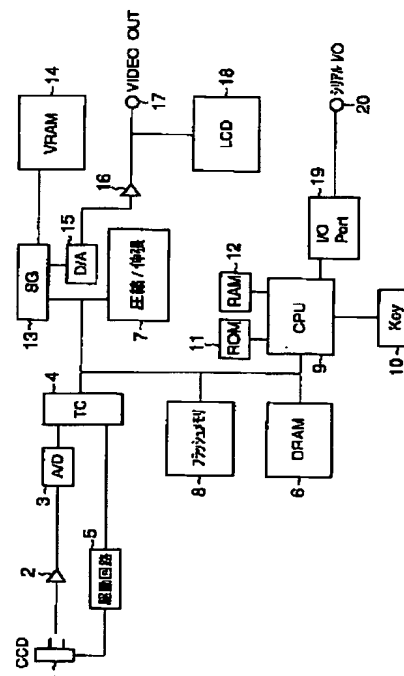 CCD
2
3
A/D
4
TC
5
駆動回路
13
SG
14
VRAM
15
D/A
16
VIDEO OUT
17
LCD
18
圧縮/伸張
7
フラッシュメモリ
8
DRAM
6
ROM
11
RAM
12
CPU
9
Key
10
I/O
Port
19
シリアル I/O
20